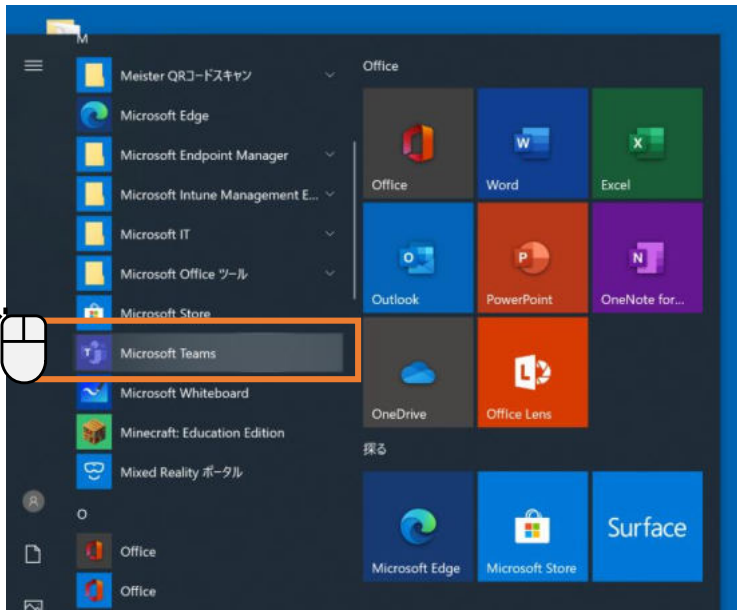 M
Meister QRコードスキャン
Microsoft Edge
Microsoft Endpoint Manager
Microsoft Intune Management E...
Microsoft IT
Microsoft Office ツール
Microsoft Store
Microsoft Teams
Microsoft Whiteboard
Minecraft: Education Edition
Mixed Reality ポータル
O
Office
Office
Office
Office
Word
Excel
Outlook
PowerPoint
OneNote for...
OneDrive
Office Lens
探る
Microsoft Edge
Microsoft Store
Surface